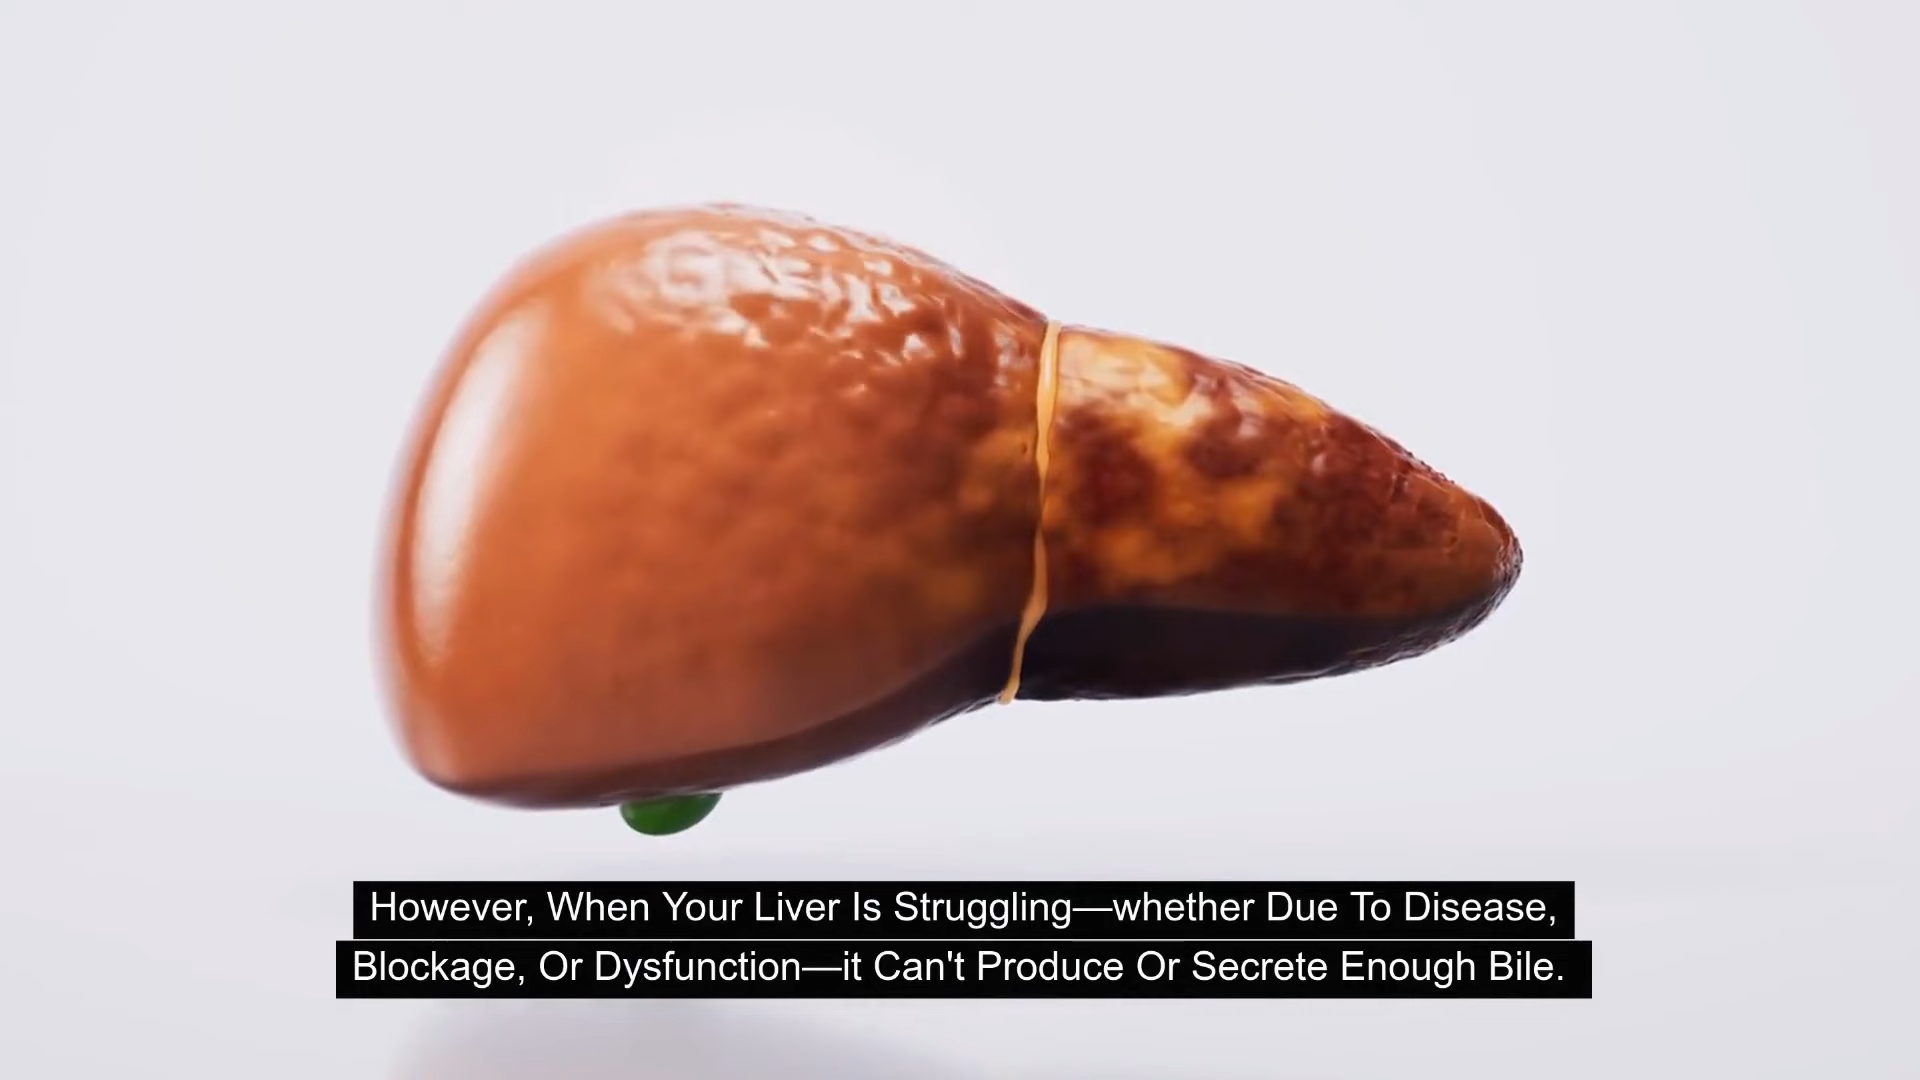 However, When Your Liver Is Struggling—whether Due To Disease,
Blockage, Or Dysfunction—it Can't Produce Or Secrete Enough Bile.